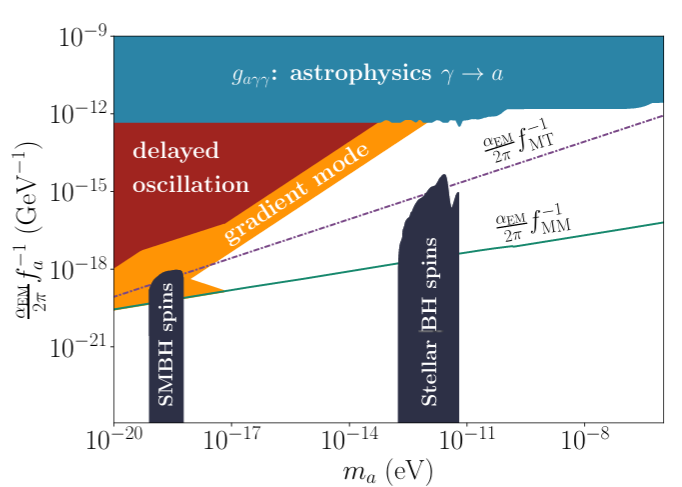 10⁻⁹
10⁻¹²
10⁻¹⁵
10⁻¹⁸
10⁻²¹
α_EM/2π f_a⁻¹ (GeV⁻¹)
g_aγγ: astrophysics γ → a
delayed
oscillation
gradient mode
α_EM/2π f_MT⁻¹
α_EM/2π f_MM⁻¹
SMBH spins
Stellar BH spins
10⁻²⁰ 10⁻¹⁷ 10⁻¹⁴ 10⁻¹¹ 10⁻⁸
m_a (eV)